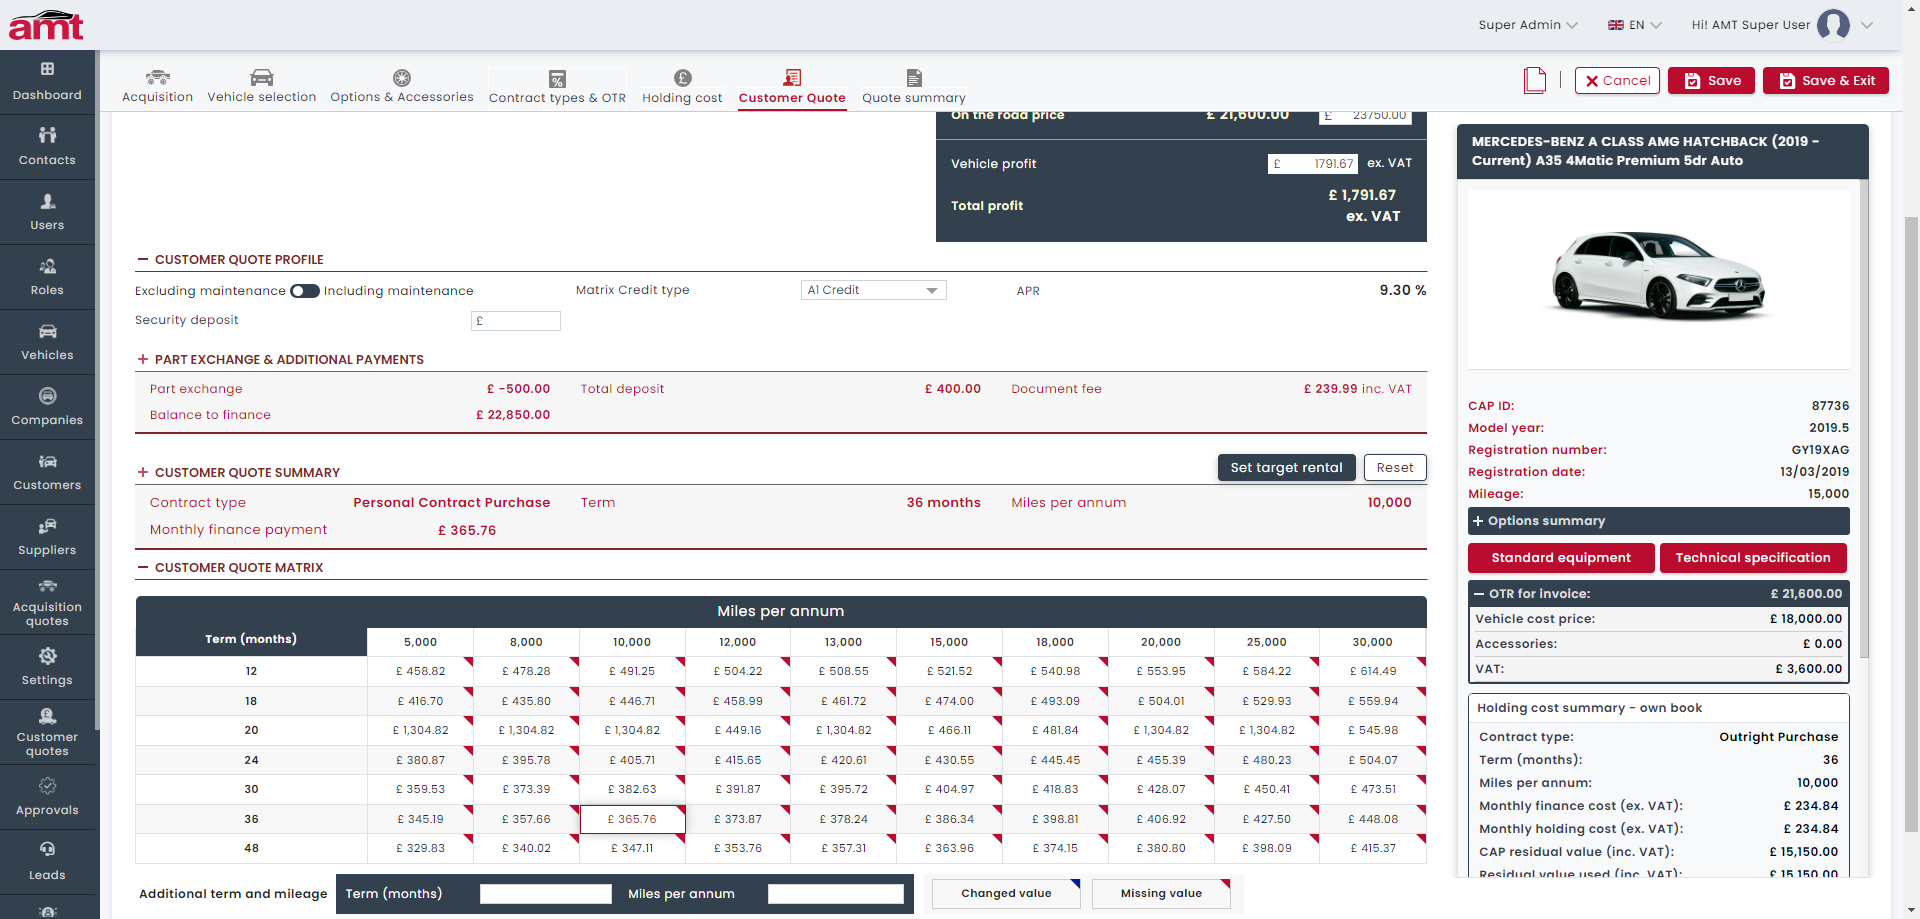 amt
Super Admin
EN
Hi! AMT Super User
Dashboard
Contacts
Users
Roles
Vehicles
Companies
Customers
Suppliers
Acquisition
quotes
Settings
Customer
quotes
Approvals
Leads
Acquisition
Vehicle selection
Options & Accessories
Contract types & OTR
Holding cost
Customer Quote
Quote summary
Cancel
Save
Save & Exit
On the road price £ 21,600.00 £ 23750.00
Vehicle profit £ 1791.67 ex. VAT
Total profit £ 1,791.67
ex. VAT
CUSTOMER QUOTE PROFILE
Excluding maintenance Including maintenance Matrix Credit type A1 Credit APR 9.30 %
Security deposit £
PART EXCHANGE & ADDITIONAL PAYMENTS
Part exchange £ -500.00 Total deposit £ 400.00 Document fee £ 239.99 inc. VAT
Balance to finance £ 22,850.00
CUSTOMER QUOTE SUMMARY Set target rental Reset
Contract type Personal Contract Purchase Term 36 months Miles per annum 10,000
Monthly finance payment £ 365.76
CUSTOMER QUOTE MATRIX
Miles per annum
Term (months) 5,000 8,000 10,000 12,000 13,000 15,000 18,000 20,000 25,000 30,000
12 £ 458.82 £ 478.28 £ 491.25 £ 504.22 £ 508.55 £ 521.52 £ 540.98 £ 553.95 £ 584.22 £ 614.49
18 £ 416.70 £ 435.80 £ 446.71 £ 458.99 £ 461.72 £ 474.00 £ 493.09 £ 504.01 £ 529.93 £ 559.94
20 £ 1,304.82 £ 1,304.82 £ 1,304.82 £ 449.16 £ 1,304.82 £ 466.11 £ 481.84 £ 1,304.82 £ 1,304.82 £ 545.98
24 £ 380.87 £ 395.78 £ 405.71 £ 415.65 £ 420.61 £ 430.55 £ 445.45 £ 455.39 £ 480.23 £ 504.07
30 £ 359.53 £ 373.39 £ 382.63 £ 391.87 £ 395.72 £ 404.97 £ 418.83 £ 428.07 £ 450.41 £ 473.51
36 £ 345.19 £ 357.66 £ 365.76 £ 373.87 £ 378.24 £ 386.34 £ 398.81 £ 406.92 £ 427.50 £ 448.08
48 £ 329.83 £ 340.02 £ 347.11 £ 353.76 £ 357.31 £ 363.96 £ 374.15 £ 380.80 £ 398.09 £ 415.37
Additional term and mileage Term (months) Miles per annum Changed value Missing value
MERCEDES-BENZ A CLASS AMG HATCHBACK (2019 -
Current) A35 4Matic Premium 5dr Auto
CAP ID: 87736
Model year: 2019.5
Registration number: GY19XAG
Registration date: 13/03/2019
Mileage: 15,000
Options summary
Standard equipment Technical specification
OTR for invoice: £ 21,600.00
Vehicle cost price: £ 18,000.00
Accessories: £ 0.00
VAT: £ 3,600.00
Holding cost summary - own book
Contract type: Outright Purchase
Term (months): 36
Miles per annum: 10,000
Monthly finance cost (ex. VAT): £ 234.84
Monthly holding cost (ex. VAT): £ 234.84
CAP residual value (inc. VAT): £ 15,150.00
Residual value used (inc. VAT): £ 15,150.00